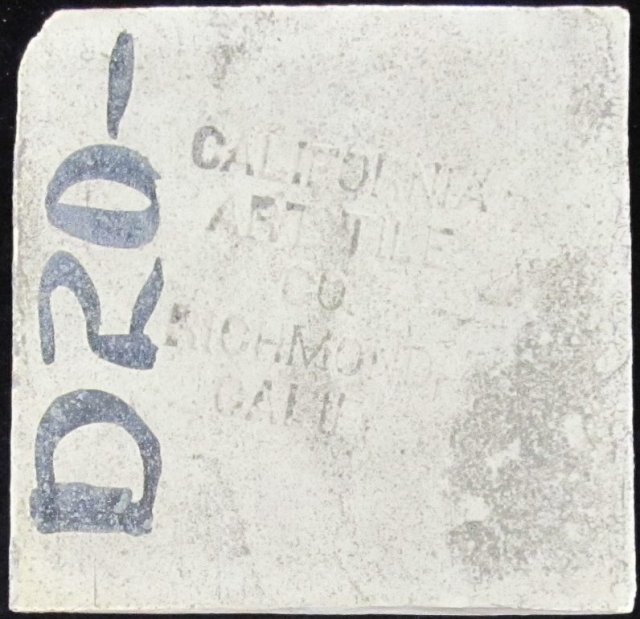 D20-
CALIFORNIA
ART TILE
CO.
RICHMOND,
CALIF